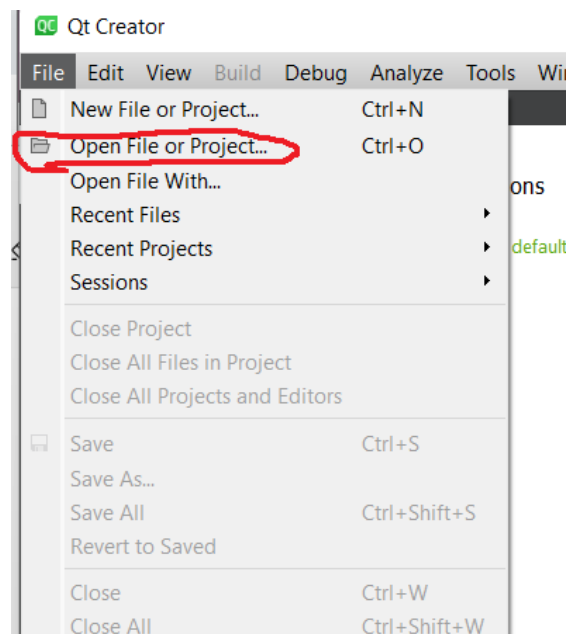 QC Qt Creator
File Edit View Build Debug Analyze Tools Wi
New File or Project... Ctrl+N
Open File or Project... Ctrl+O
Open File With...
ons
Recent Files
Recent Projects
default
Sessions
Close Project
Close All Files in Project
Close All Projects and Editors
Save Ctrl+S
Save As...
Save All Ctrl+Shift+S
Revert to Saved
Close Ctrl+W
Close All Ctrl+Shift+W